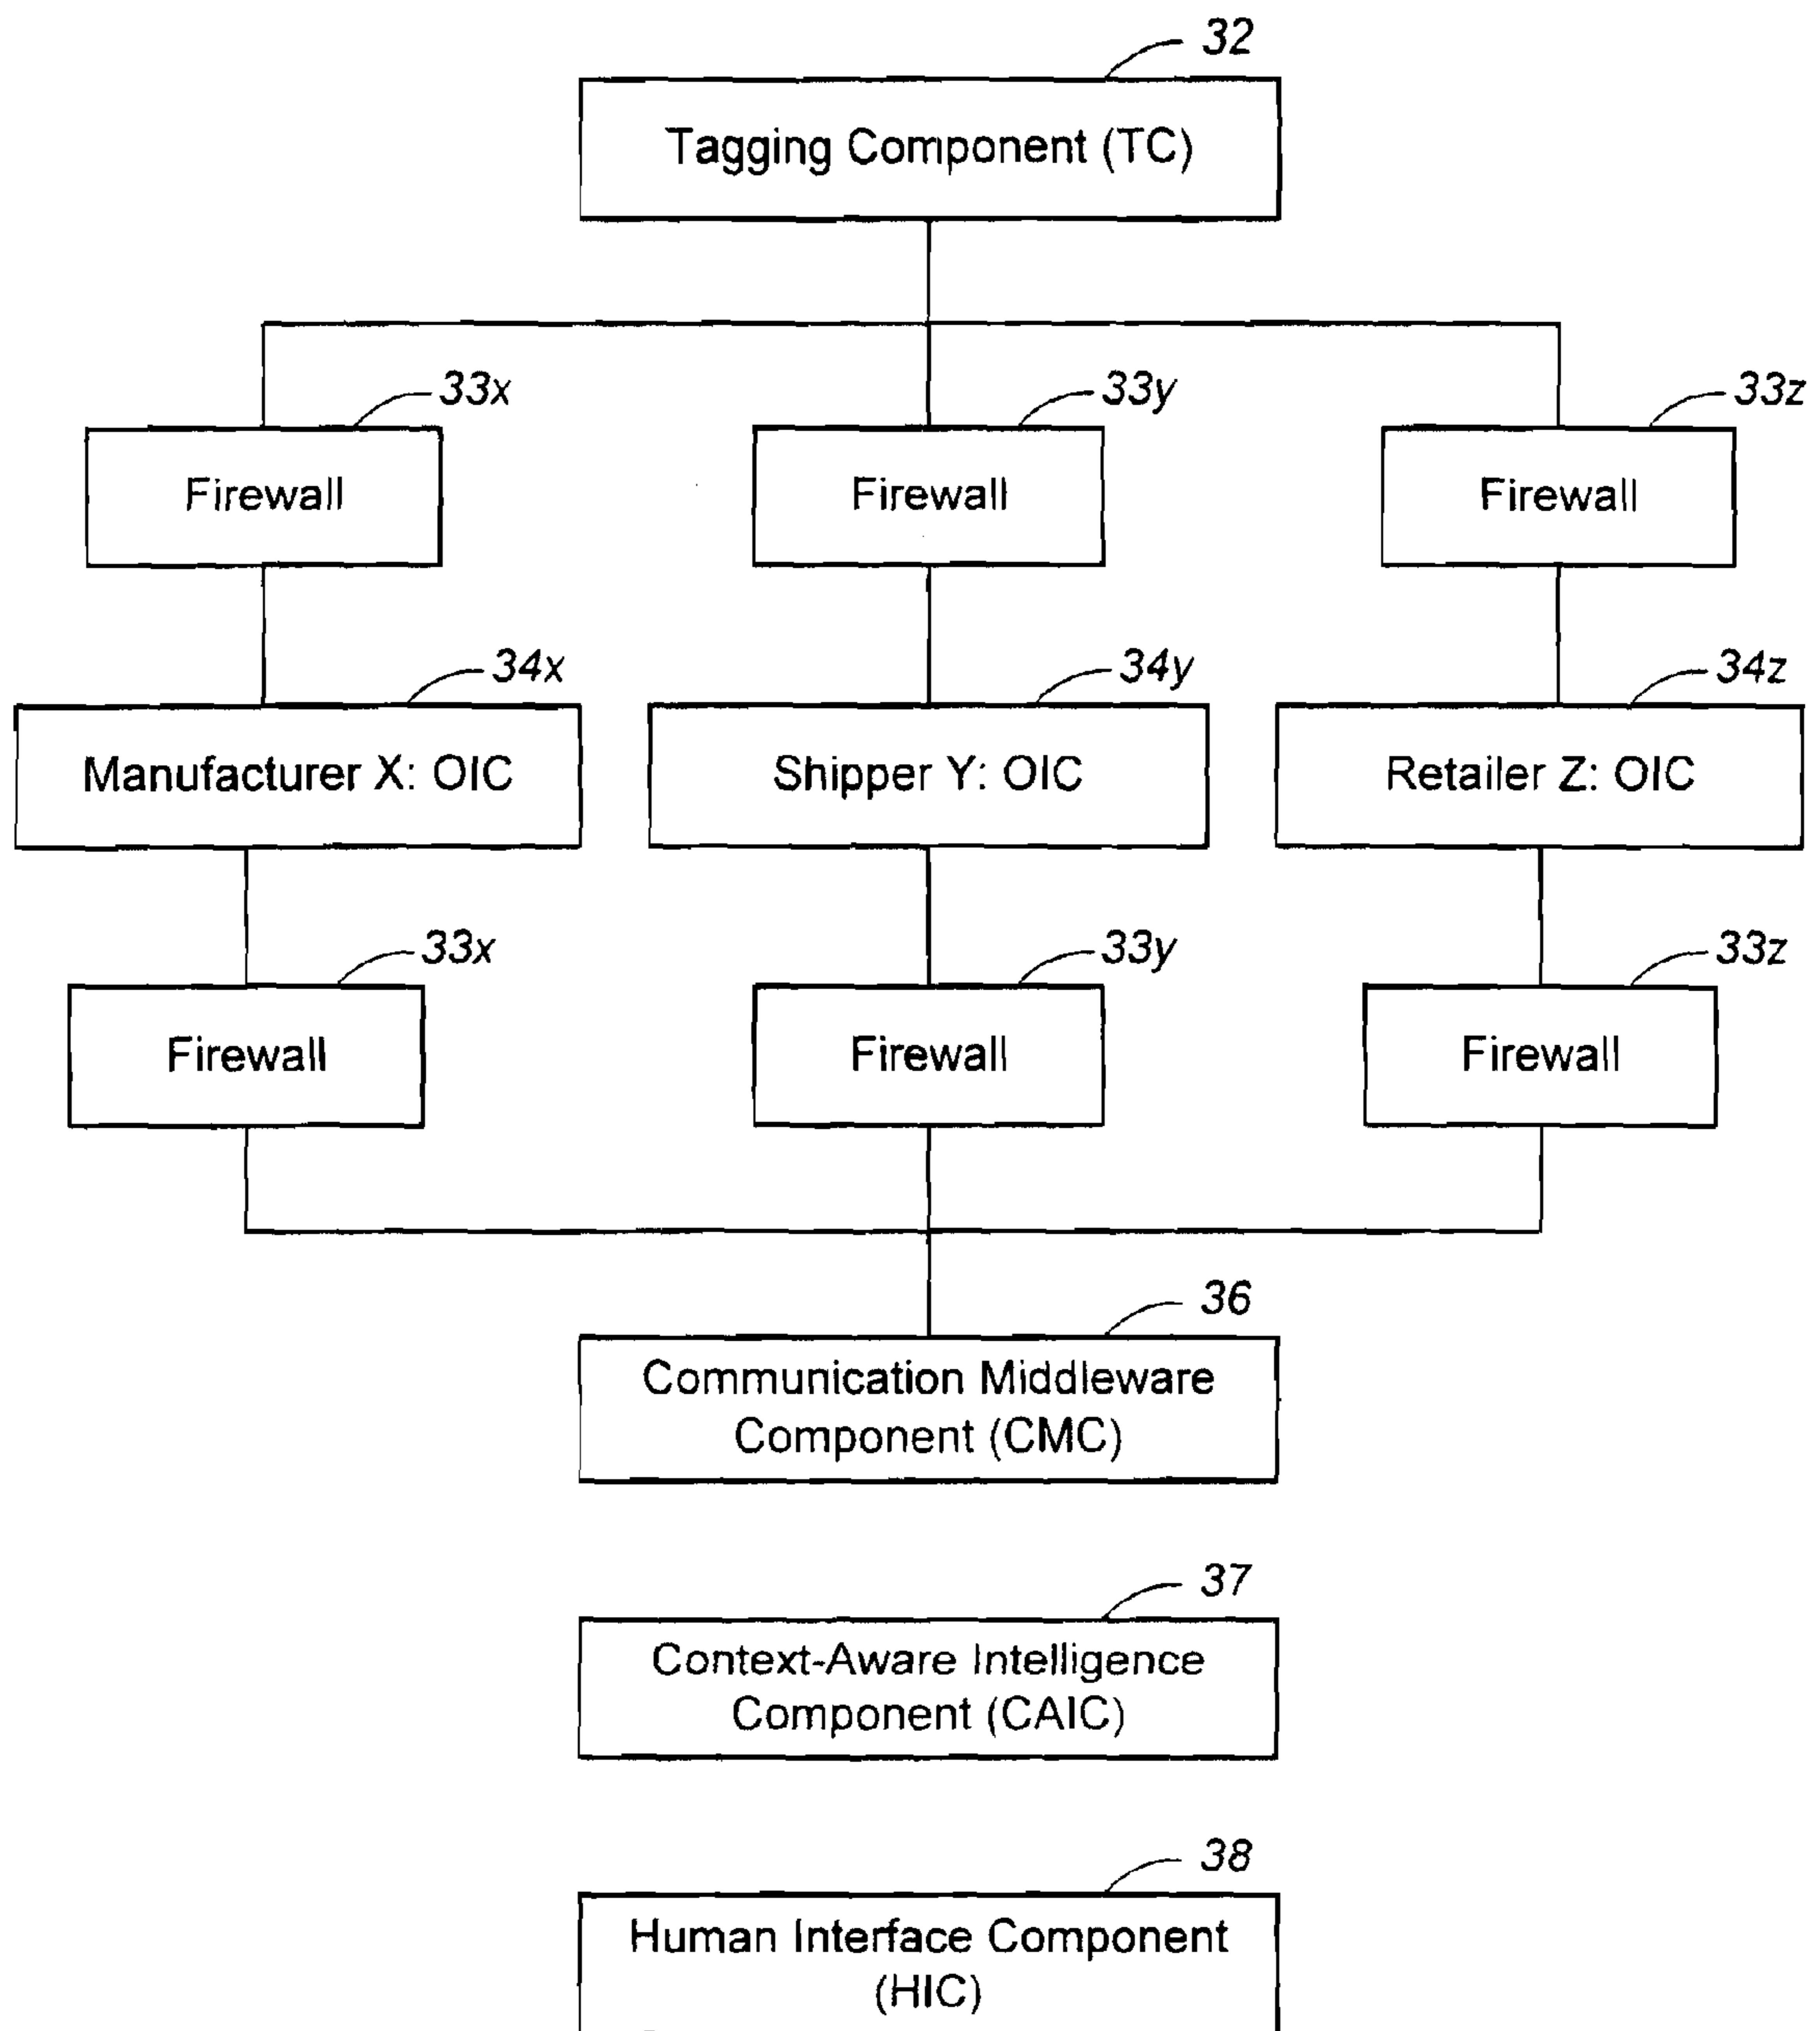 32
Tagging Component (TC)
33x
33y
33z
Firewall
Firewall
Firewall
34x
34y
34z
Manufacturer X: OIC
Shipper Y: OIC
Retailer Z: OIC
33x
33y
33z
Firewall
Firewall
Firewall
36
Communication Middleware
Component (CMC)
37
Context-Aware Intelligence
Component (CAIC)
38
Human Interface Component
(HIC)